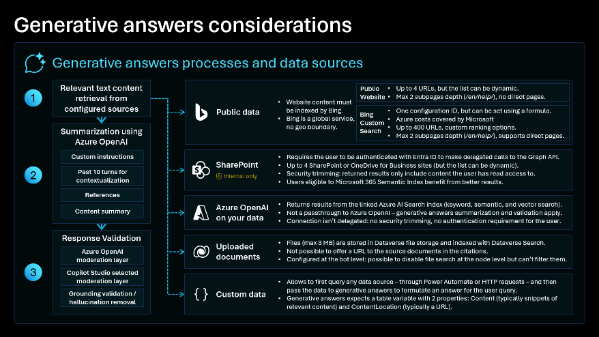 Generative answers considerations
Generative answers processes and data sources
1
Relevant text content
retrieval from
configured sources
2
Summarization using
Azure OpenAI
Custom instructions
Past 10 turns for
contextualization
References
Content summary
3
Response Validation
Azure OpenAI
moderation layer
Copilot Studio selected
moderation layer
Grounding validation /
hallucination removal
Public data
• Website content must
be indexed by Bing.
• Bing is a global service,
no geo boundary.
Public
Website
• Up to 4 URLs, but the list can be dynamic.
• Max 2 subpages depth (/en/help/), no direct pages.
Bing
Custom
Search
• One configuration ID, but can be set using a formula.
• Azure costs covered by Microsoft
• Up to 400 URLs, custom ranking options.
• Max 2 subpages depth (/en/help/), supports direct pages.
SharePoint
Internal only
• Requires the user to be authenticated with Entra ID to make delegated calls to the Graph API.
• Up to 4 SharePoint or OneDrive for Business sites (but the list can be dynamic).
• Security trimming: returned results only include content the user has read access to.
• Users eligible to Microsoft 365 Semantic Index benefit from better results.
Azure OpenAI
on your data
• Returns results from the linked Azure AI Search index (keyword, semantic, and vector search).
• Not a passthrough to Azure OpenAI – generative answers summarization and validation apply.
• Connection isn't delegated: no security trimming, no authentication requirement for the user.
Uploaded
documents
• Files (max 3 MB) are stored in Dataverse file storage and indexed with Dataverse Search.
• Not possible to offer a URL to the source documents in the citations.
• Configured at the bot level: possible to disable file search at the node level but can't filter them.
{ }
Custom data
• Allows to first query any data source – through Power Automate or HTTP requests – and then
pass the data to generative answers to formulate an answer for the user query.
• Generative answers expects a table variable with 2 properties: Content (typically snippets of
relevant content) and ContentLocation (typically a URL).